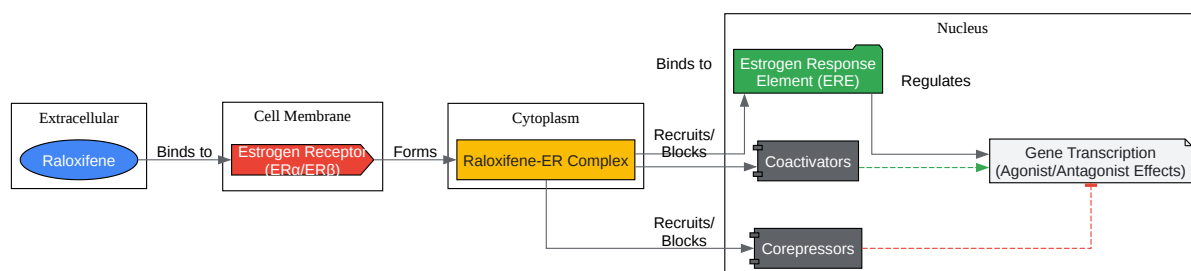 Extracellular
Raloxifene
Binds to
Cell Membrane
Estrogen Receptor
(ERα/ERβ)
Forms
Cytoplasm
Raloxifene-ER Complex
Recruits/
Blocks
Recruits/
Blocks
Nucleus
Binds to
Estrogen Response
Element (ERE)
Regulates
Coactivators
Corepressors
Gene Transcription
(Agonist/Antagonist Effects)